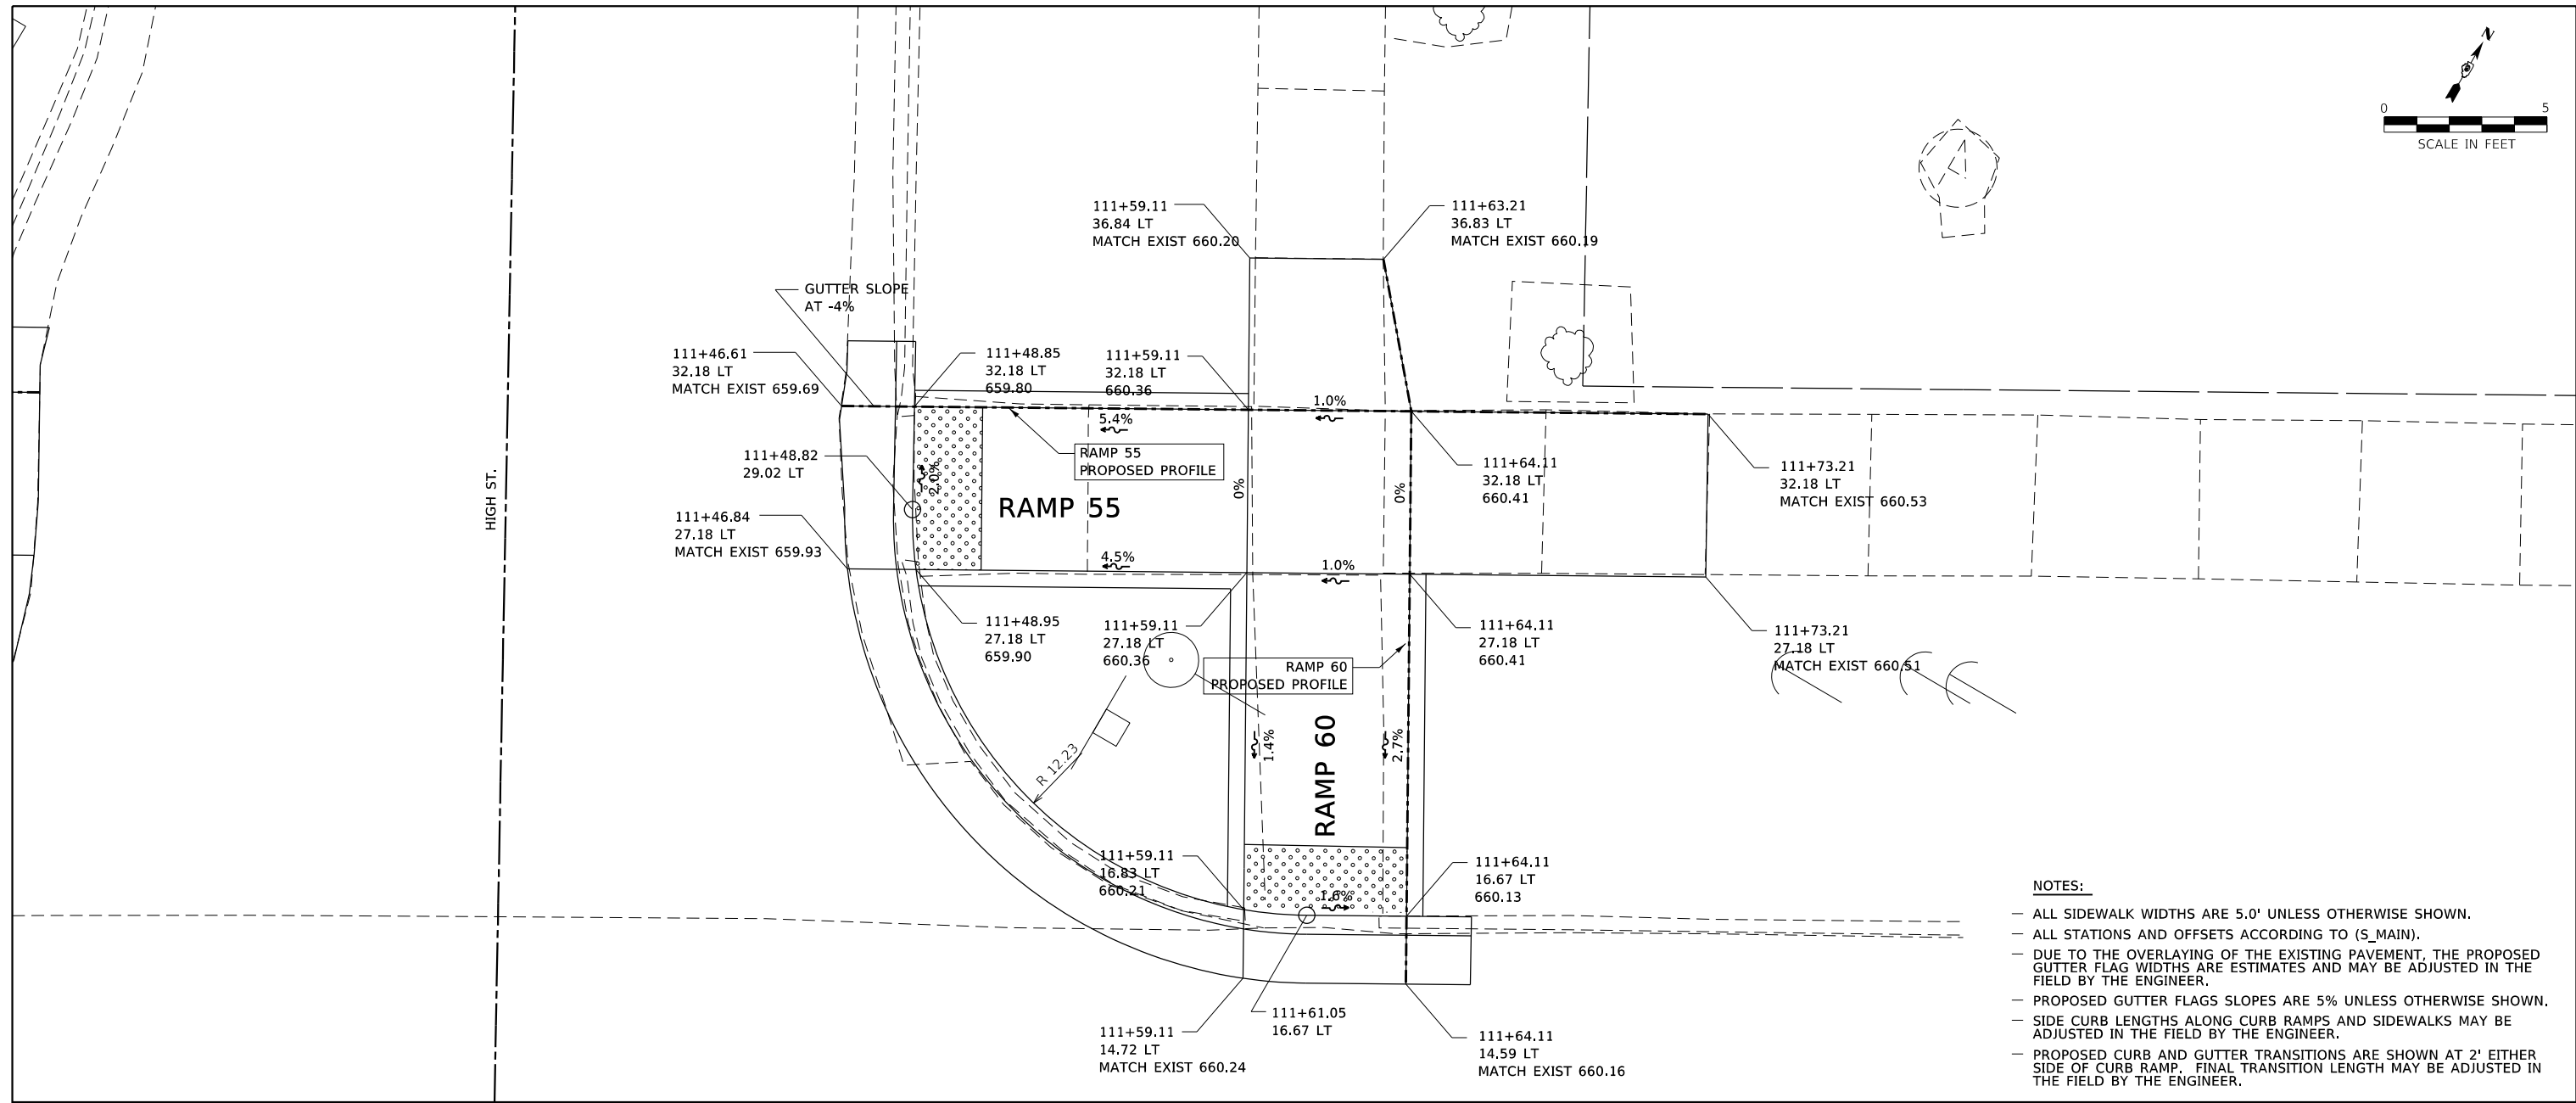 N
0 5
SCALE IN FEET
111+59.11
36.84 LT
MATCH EXIST 660.20
111+63.21
36.83 LT
MATCH EXIST 660.19
GUTTER SLOPE
AT -4%
111+46.61
32.18 LT
MATCH EXIST 659.69
111+48.85
32.18 LT
659.80
111+59.11
32.18 LT
660.36
1.0%
5.4%
RAMP 55
PROPOSED PROFILE
111+48.82
29.02 LT
2.0%
RAMP 55
0%
0%
111+64.11
32.18 LT
660.41
111+73.21
32.18 LT
MATCH EXIST 660.53
HIGH ST.
111+46.84
27.18 LT
MATCH EXIST 659.93
4.5%
1.0%
111+48.95
27.18 LT
659.90
111+59.11
27.18 LT
660.36
RAMP 60
PROPOSED PROFILE
111+64.11
27.18 LT
660.41
111+73.21
27.18 LT
MATCH EXIST 660.51
R 12.23
1.4%
RAMP 60
2.7%
111+59.11
16.83 LT
660.21
1.6%
111+64.11
16.67 LT
660.13
111+61.05
16.67 LT
111+59.11
14.72 LT
MATCH EXIST 660.24
111+64.11
14.59 LT
MATCH EXIST 660.16
NOTES:
— ALL SIDEWALK WIDTHS ARE 5.0' UNLESS OTHERWISE SHOWN.
— ALL STATIONS AND OFFSETS ACCORDING TO (S_MAIN).
— DUE TO THE OVERLAYING OF THE EXISTING PAVEMENT, THE PROPOSED
GUTTER FLAG WIDTHS ARE ESTIMATES AND MAY BE ADJUSTED IN THE
FIELD BY THE ENGINEER.
— PROPOSED GUTTER FLAGS SLOPES ARE 5% UNLESS OTHERWISE SHOWN.
— SIDE CURB LENGTHS ALONG CURB RAMPS AND SIDEWALKS MAY BE
ADJUSTED IN THE FIELD BY THE ENGINEER.
— PROPOSED CURB AND GUTTER TRANSITIONS ARE SHOWN AT 2' EITHER
SIDE OF CURB RAMP. FINAL TRANSITION LENGTH MAY BE ADJUSTED IN
THE FIELD BY THE ENGINEER.